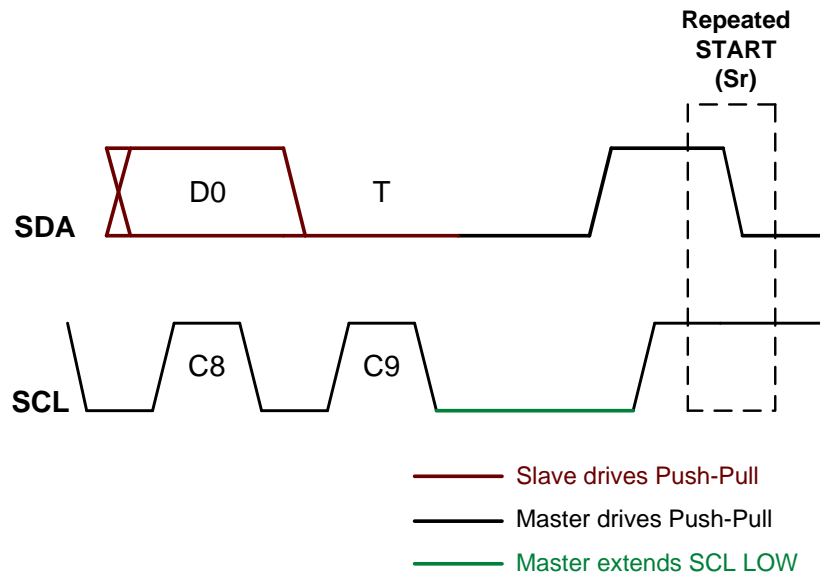 Repeated
START
(Sr)
D0
T
SDA
C8
C9
SCL
Slave drives Push-Pull
Master drives Push-Pull
Master extends SCL LOW